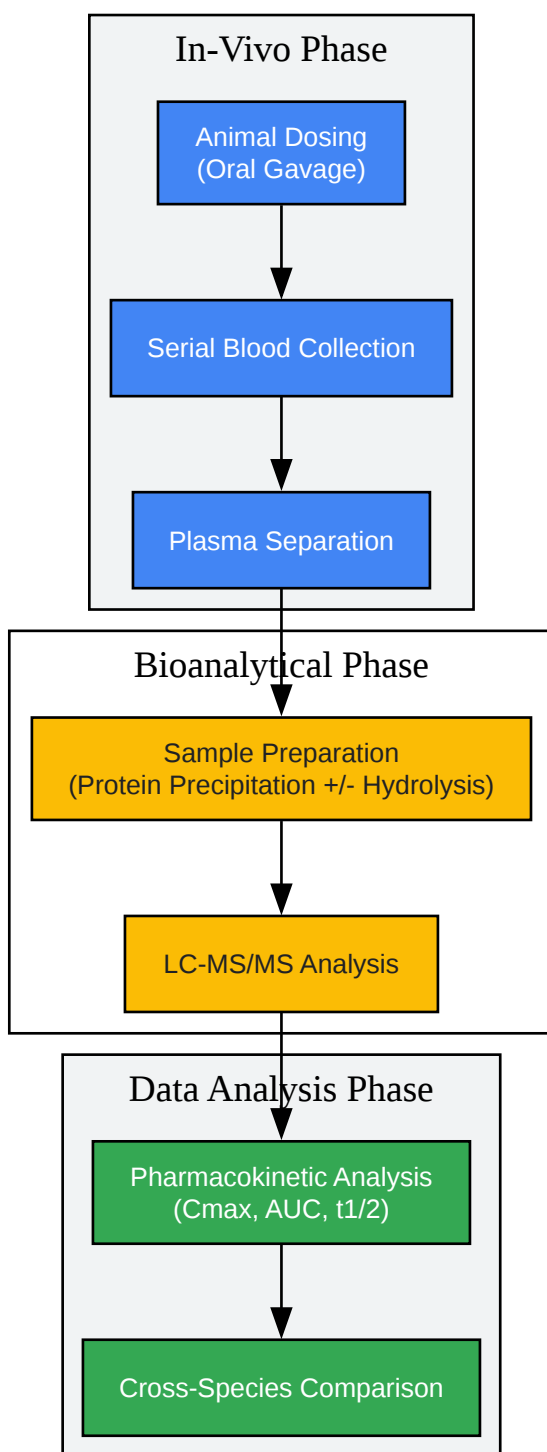 In-Vivo Phase
Animal Dosing
(Oral Gavage)
Serial Blood Collection
Plasma Separation
Bioanalytical Phase
Sample Preparation
(Protein Precipitation +/- Hydrolysis)
LC-MS/MS Analysis
Data Analysis Phase
Pharmacokinetic Analysis
(Cmax, AUC, t1/2)
Cross-Species Comparison